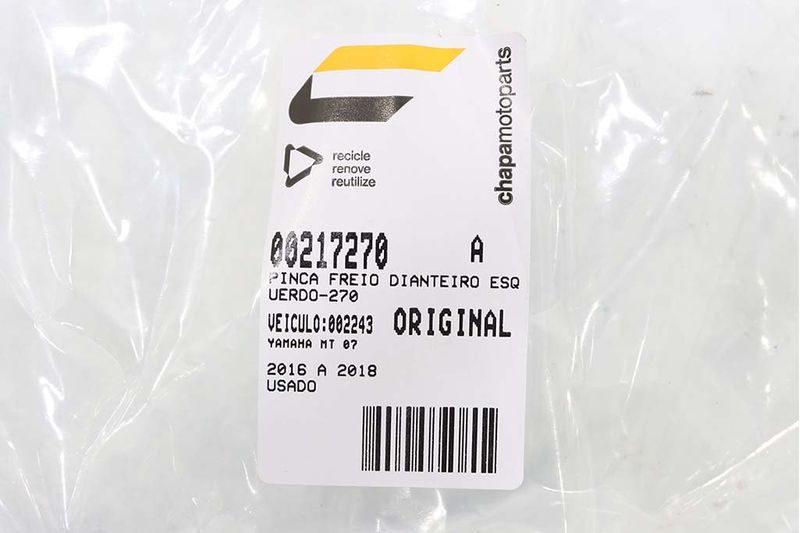 chapamotoparts
recicle
renove
reutilize
00217270 A
PINCA FREIO DIANTEIRO ESQ
UERDO-270
VEICULO:002243 ORIGINAL
YAMAHA MT 07
2016 A 2018
USADO